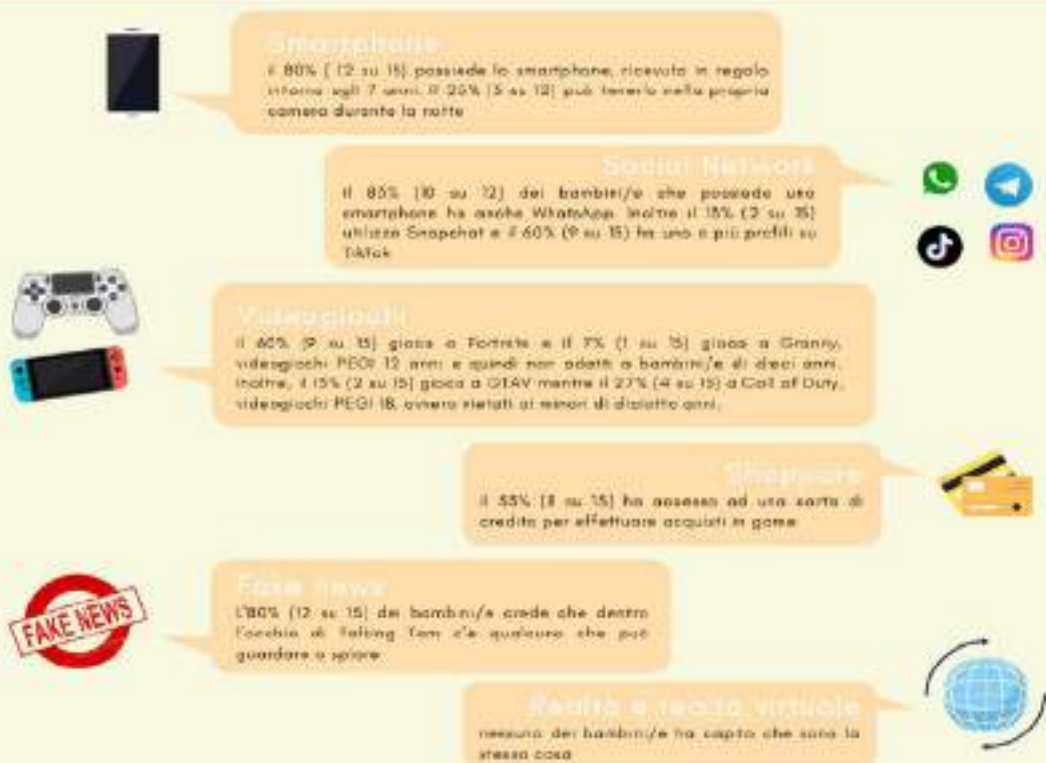 Smartphone
il 80% ( 12 su 15) possiede lo smartphone, ricevuto in regalo
intorno agli 7 anni. Il 25% (3 su 12) può tenerlo nella propria
camera durante la notte
Social Network
il 83% (10 su 12) dei bambini/e che possiede uno
smartphone ha anche WhatsApp. Inoltre il 15% (2 su 15)
utilizza Snapchat e il 60% (9 su 15) ha uno o più profili su
TikTok
Videogiochi
il 60% (9 su 15) gioca a Fortnite e il 7% (1 su 15) gioca a Granny,
videogiochi PEGI 12 anni e quindi non adatti a bambini/e di dieci anni.
Inoltre, il 15% (2 su 15) gioca a GTAV mentre il 27% (4 su 15) a Call of Duty,
videogiochi PEGI 18, ovvero vietati ai minori di diciotto anni.
Shoppare
il 55% (8 su 15) ha accesso ad una carta di
credito per effettuare acquisti in game
FAKE NEWS
Fake news
L'80% (12 su 15) dei bambini/e crede che dentro
l'occhio di Talking Tom c'è qualcuno che può
guardare o spiare
Realtà e realtà virtuale
nessuno dei bambini/e ha capito che sono la
stessa cosa